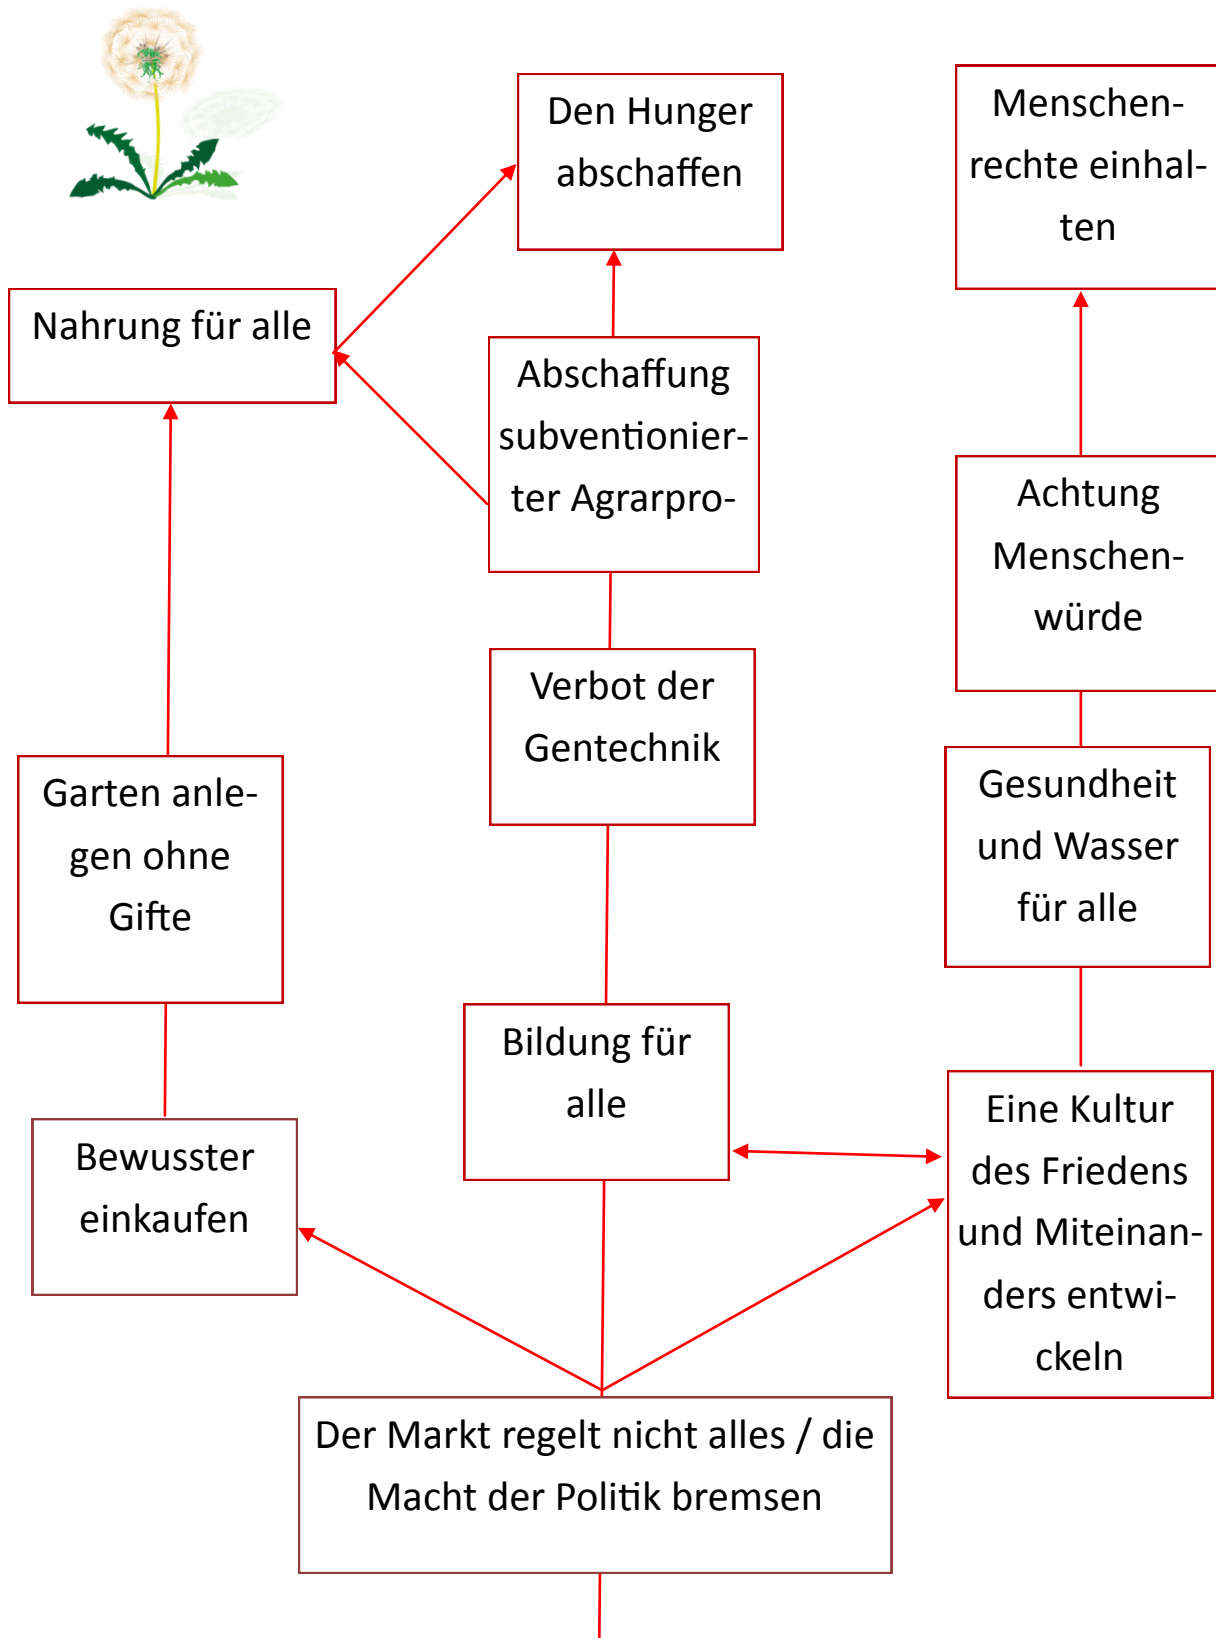 Den Hunger
abschaffen
Menschen-
rechte einhal-
ten
Nahrung für alle
Abschaffung
subventionier-
ter Agrarpro-
Achtung
Menschen-
würde
Verbot der
Gentechnik
Garten anle-
gen ohne
Gifte
Gesundheit
und Wasser
für alle
Bildung für
alle
Bewusster
einkaufen
Eine Kultur
des Friedens
und Miteinan-
ders entwi-
ckeln
Der Markt regelt nicht alles / die
Macht der Politik bremsen